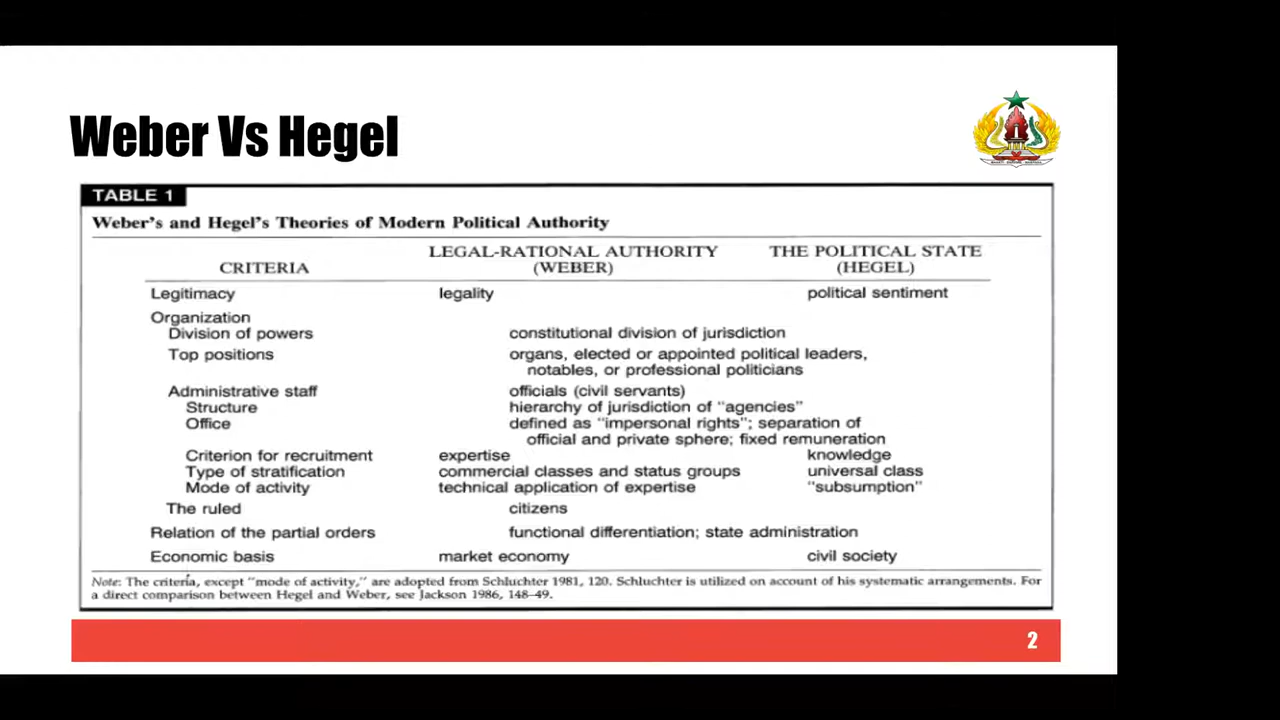 Weber Vs Hegel
TABLE 1
Weber's and Hegel's Theories of Modern Political Authority
CRITERIA LEGAL-RATIONAL AUTHORITY (WEBER) THE POLITICAL STATE (HEGEL)
Legitimacy legality political sentiment
Organization
Division of powers constitutional division of jurisdiction
Top positions organs, elected or appointed political leaders,
notables, or professional politicians
Administrative staff officials (civil servants)
Structure hierarchy of jurisdiction of "agencies"
Office defined as "impersonal rights"; separation of
official and private sphere; fixed remuneration
Criterion for recruitment expertise knowledge
Type of stratification commercial classes and status groups universal class
Mode of activity technical application of expertise "subsumption"
The ruled citizens
Relation of the partial orders functional differentiation; state administration
Economic basis market economy civil society
Note: The criteria, except "mode of activity," are adopted from Schluchter 1981, 120. Schluchter is utilized on account of his systematic arrangements. For
a direct comparison between Hegel and Weber, see Jackson 1986, 148–49.
2